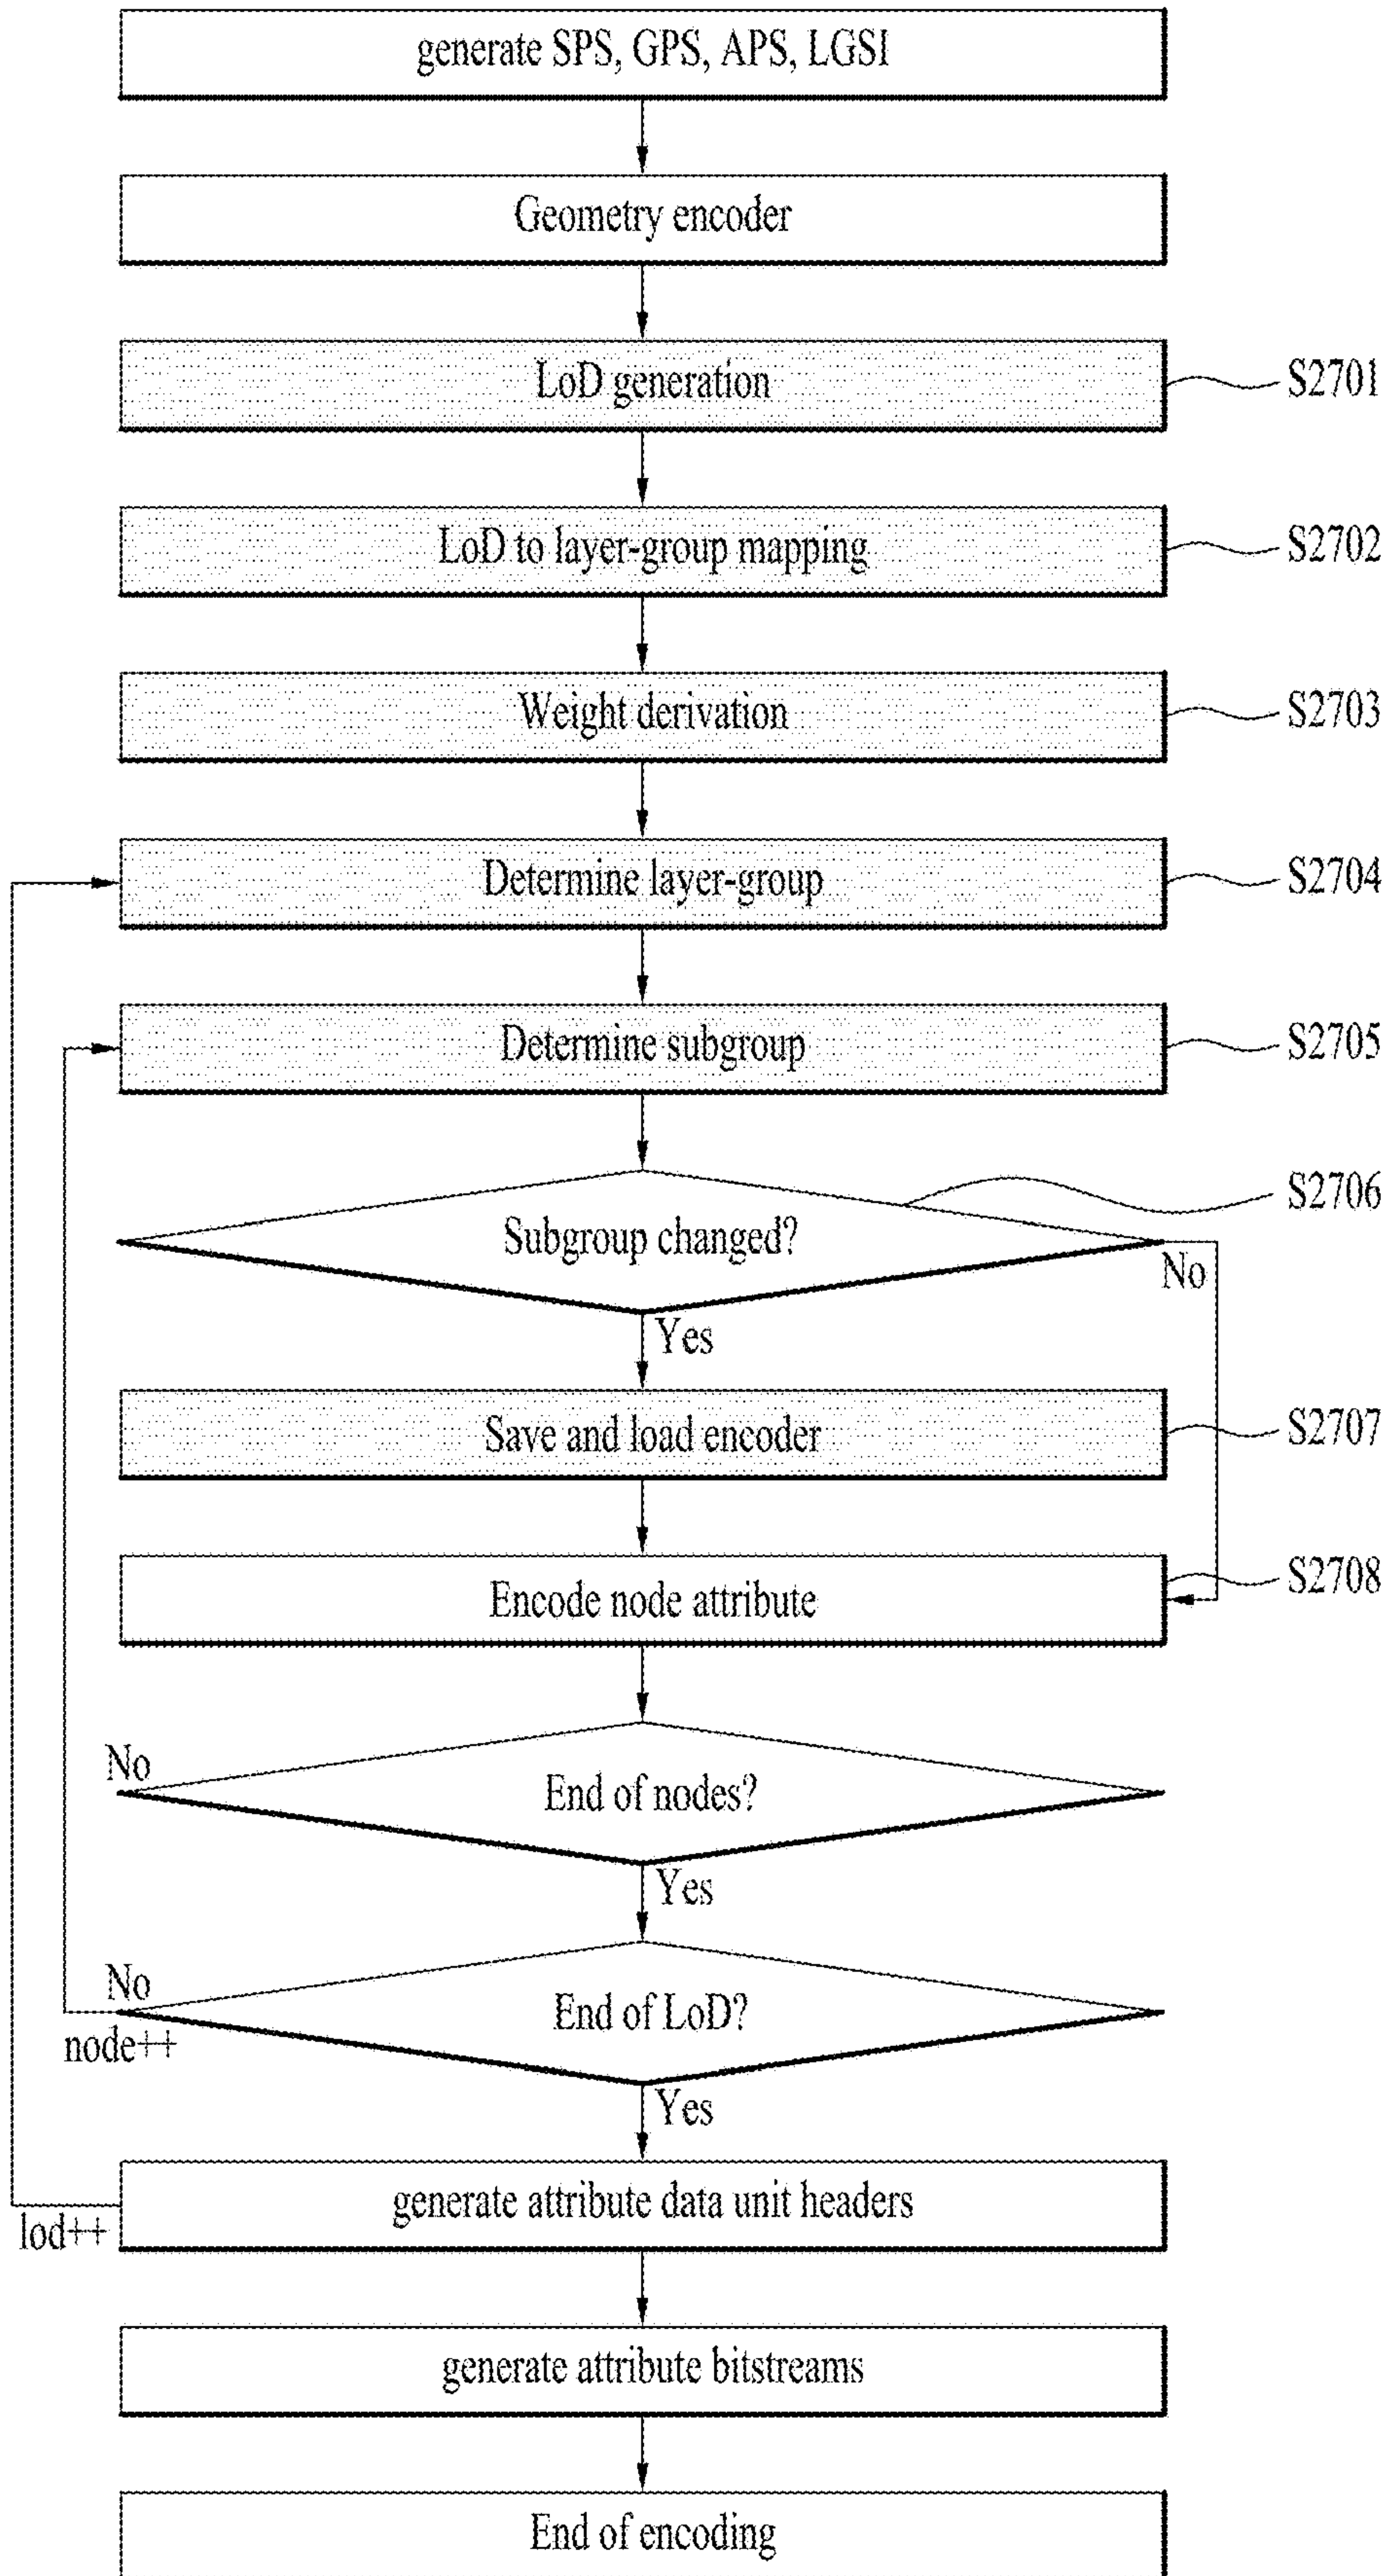 generate SPS, GPS, APS, LGSI
Geometry encoder
LoD generation
S2701
LoD to layer-group mapping
S2702
Weight derivation
S2703
Determine layer-group
S2704
Determine subgroup
S2705
Subgroup changed?
S2706
No
Yes
Save and load encoder
S2707
Encode node attribute
S2708
No
End of nodes?
Yes
No
End of LoD?
node++
Yes
generate attribute data unit headers
lod++
generate attribute bitstreams
End of encoding